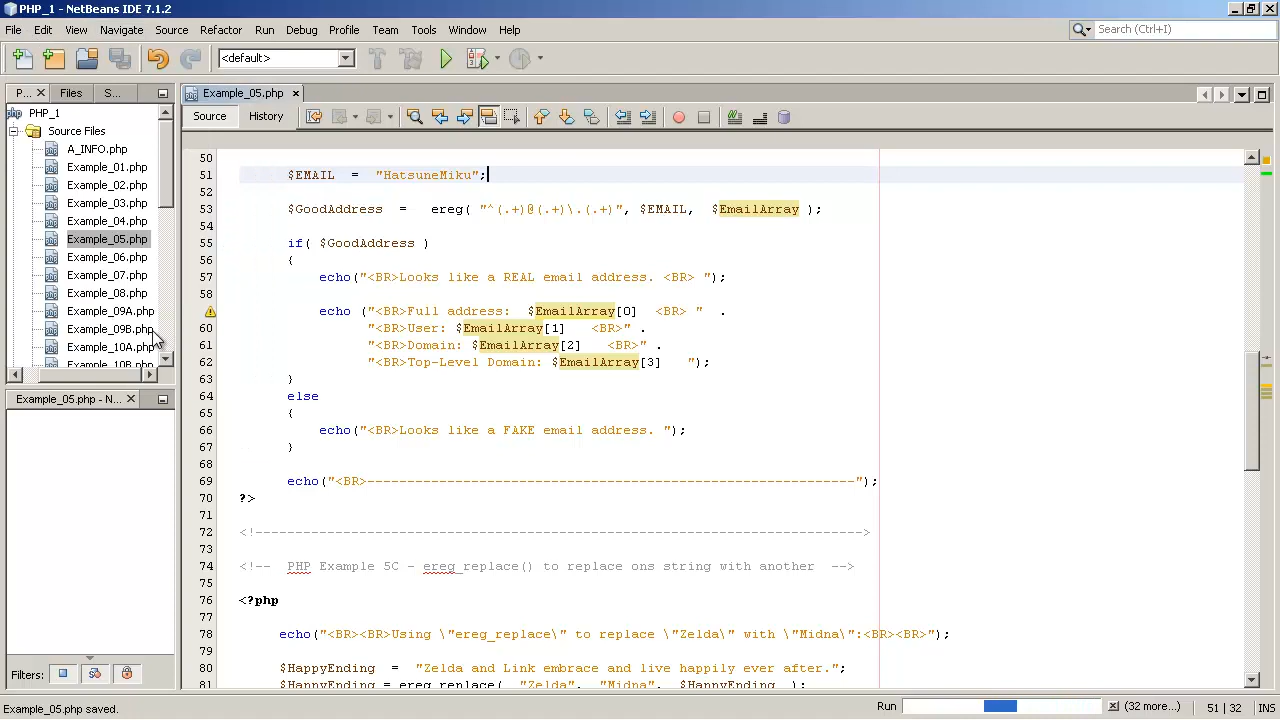 PHP_1 - NetBeans IDE 7.1.2
File Edit View Navigate Source Refactor Run Debug Profile Team Tools Window Help
Search (Ctrl+I)
<default>
P... Files S...
Example_05.php
PHP_1
Source Files
A_INFO.php
Example_01.php
Example_02.php
Example_03.php
Example_04.php
Example_05.php
Example_06.php
Example_07.php
Example_08.php
Example_09A.php
Example_09B.php
Example_10A.php
Example_10B.php
Example_05.php - N...
Filters:
Source History
50
51 $EMAIL = "HatsuneMiku";
52
53 $GoodAddress = ereg( "^(.+)@(.+)\.(.+)", $EMAIL, $EmailArray );
54
55 if( $GoodAddress )
56 {
57 echo("<BR>Looks like a REAL email address. <BR> ");
58
echo ("<BR>Full address: $EmailArray[0] <BR> " .
60 "<BR>User: $EmailArray[1] <BR>" .
61 "<BR>Domain: $EmailArray[2] <BR>" .
62 "<BR>Top-Level Domain: $EmailArray[3] ");
63 }
64 else
65 {
66 echo("<BR>Looks like a FAKE email address. ");
67 }
68
69 echo("<BR>-------------------------------------------------------------");
70 ?>
71
72 <!---------------------------------------------------------------------------->
73
74 <!-- PHP Example 5C - ereg_replace() to replace ons string with another -->
75
76 <?php
77
78 echo("<BR><BR>Using \"ereg_replace\" to replace \"Zelda\" with \"Midna\":<BR><BR>");
79
80 $HappyEnding = "Zelda and Link embrace and live happily ever after.";
81 $HappyEnding = ereg_replace( "Zelda", "Midna", $HappyEnding );
Example_05.php saved.
Run (32 more...) 51 | 32 INS